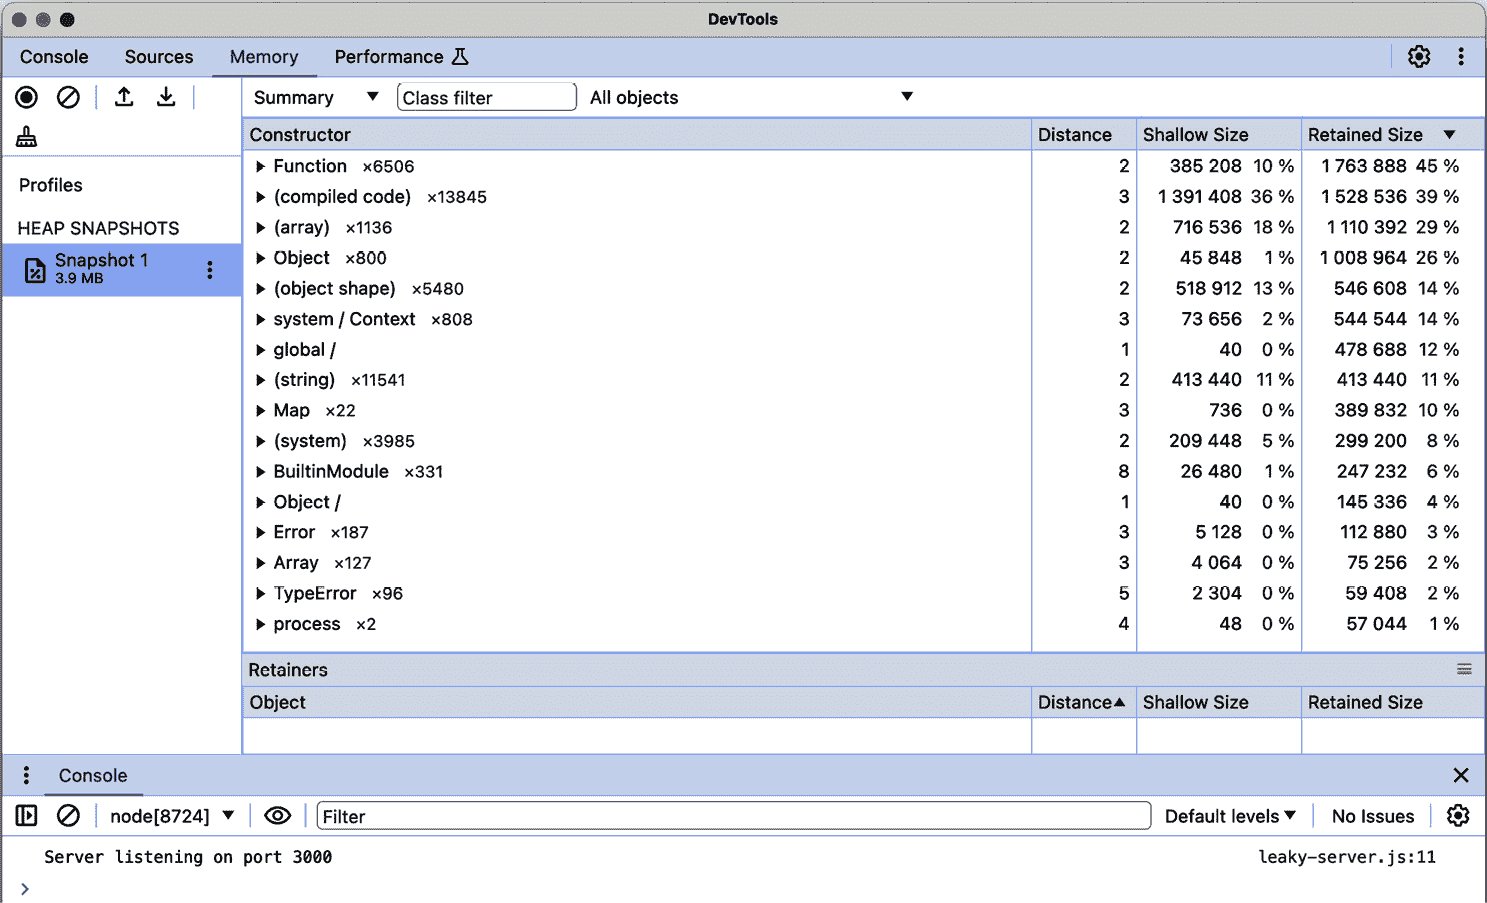 DevTools
Console Sources Memory Performance
Summary Class filter All objects
Constructor Distance Shallow Size Retained Size
Profiles
HEAP SNAPSHOTS
Snapshot 1
3.9 MB
Function ×6506 2 385 208 10 % 1 763 888 45 %
(compiled code) ×13845 3 1 391 408 36 % 1 528 536 39 %
(array) ×1136 2 716 536 18 % 1 110 392 29 %
Object ×800 2 45 848 1 % 1 008 964 26 %
(object shape) ×5480 2 518 912 13 % 546 608 14 %
system / Context ×808 3 73 656 2 % 544 544 14 %
global / 1 40 0 % 478 688 12 %
(string) ×11541 2 413 440 11 % 413 440 11 %
Map ×22 3 736 0 % 389 832 10 %
(system) ×3985 2 209 448 5 % 299 200 8 %
BuiltinModule ×331 8 26 480 1 % 247 232 6 %
Object / 1 40 0 % 145 336 4 %
Error ×187 3 5 128 0 % 112 880 3 %
Array ×127 3 4 064 0 % 75 256 2 %
TypeError ×96 5 2 304 0 % 59 408 2 %
process ×2 4 48 0 % 57 044 1 %
Retainers
Object Distance Shallow Size Retained Size
Console
node[8724] Filter Default levels No Issues
Server listening on port 3000 leaky-server.js:11